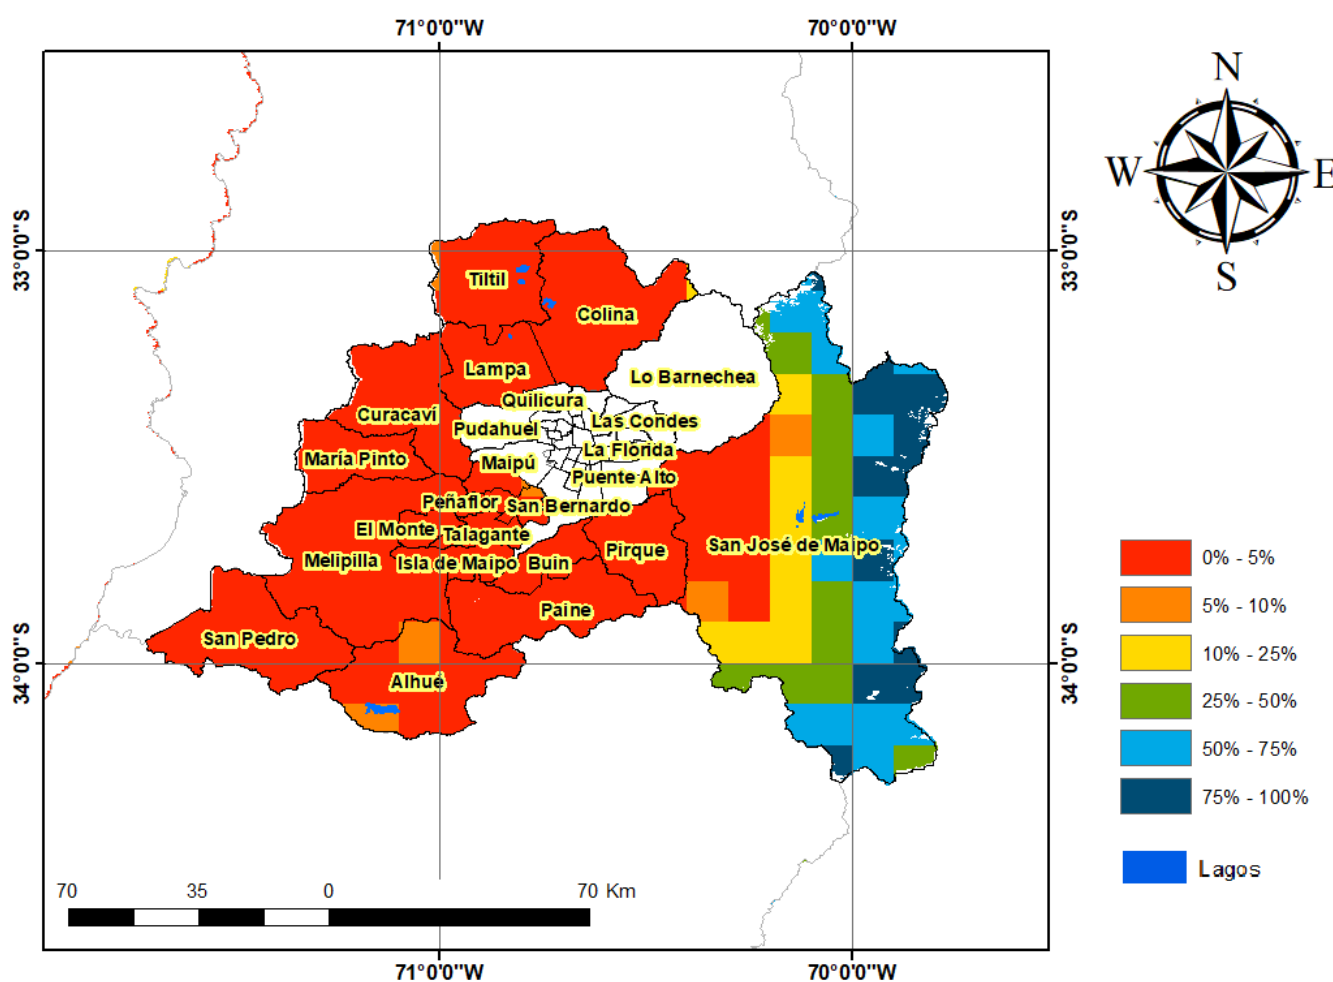 71°0'0"W
70°0'0"W
N
W
E
S
33°0'0"S
33°0'0"S
Tiltil
Colina
Lampa
Lo Barnechea
Quilicura
Curacaví
Las Condes
Pudahuel
La Florida
María Pinto
Maipú
Puente Alto
Peñaflor
San Bernardo
El Monte
Talagante
San José de Maipo
Pirque
Melipilla
Isla de Maipo
Buin
Paine
San Pedro
Alhué
34°0'0"S
34°0'0"S
0% - 5%
5% - 10%
10% - 25%
25% - 50%
50% - 75%
75% - 100%
Lagos
70 35 0 70 Km
71°0'0"W
70°0'0"W